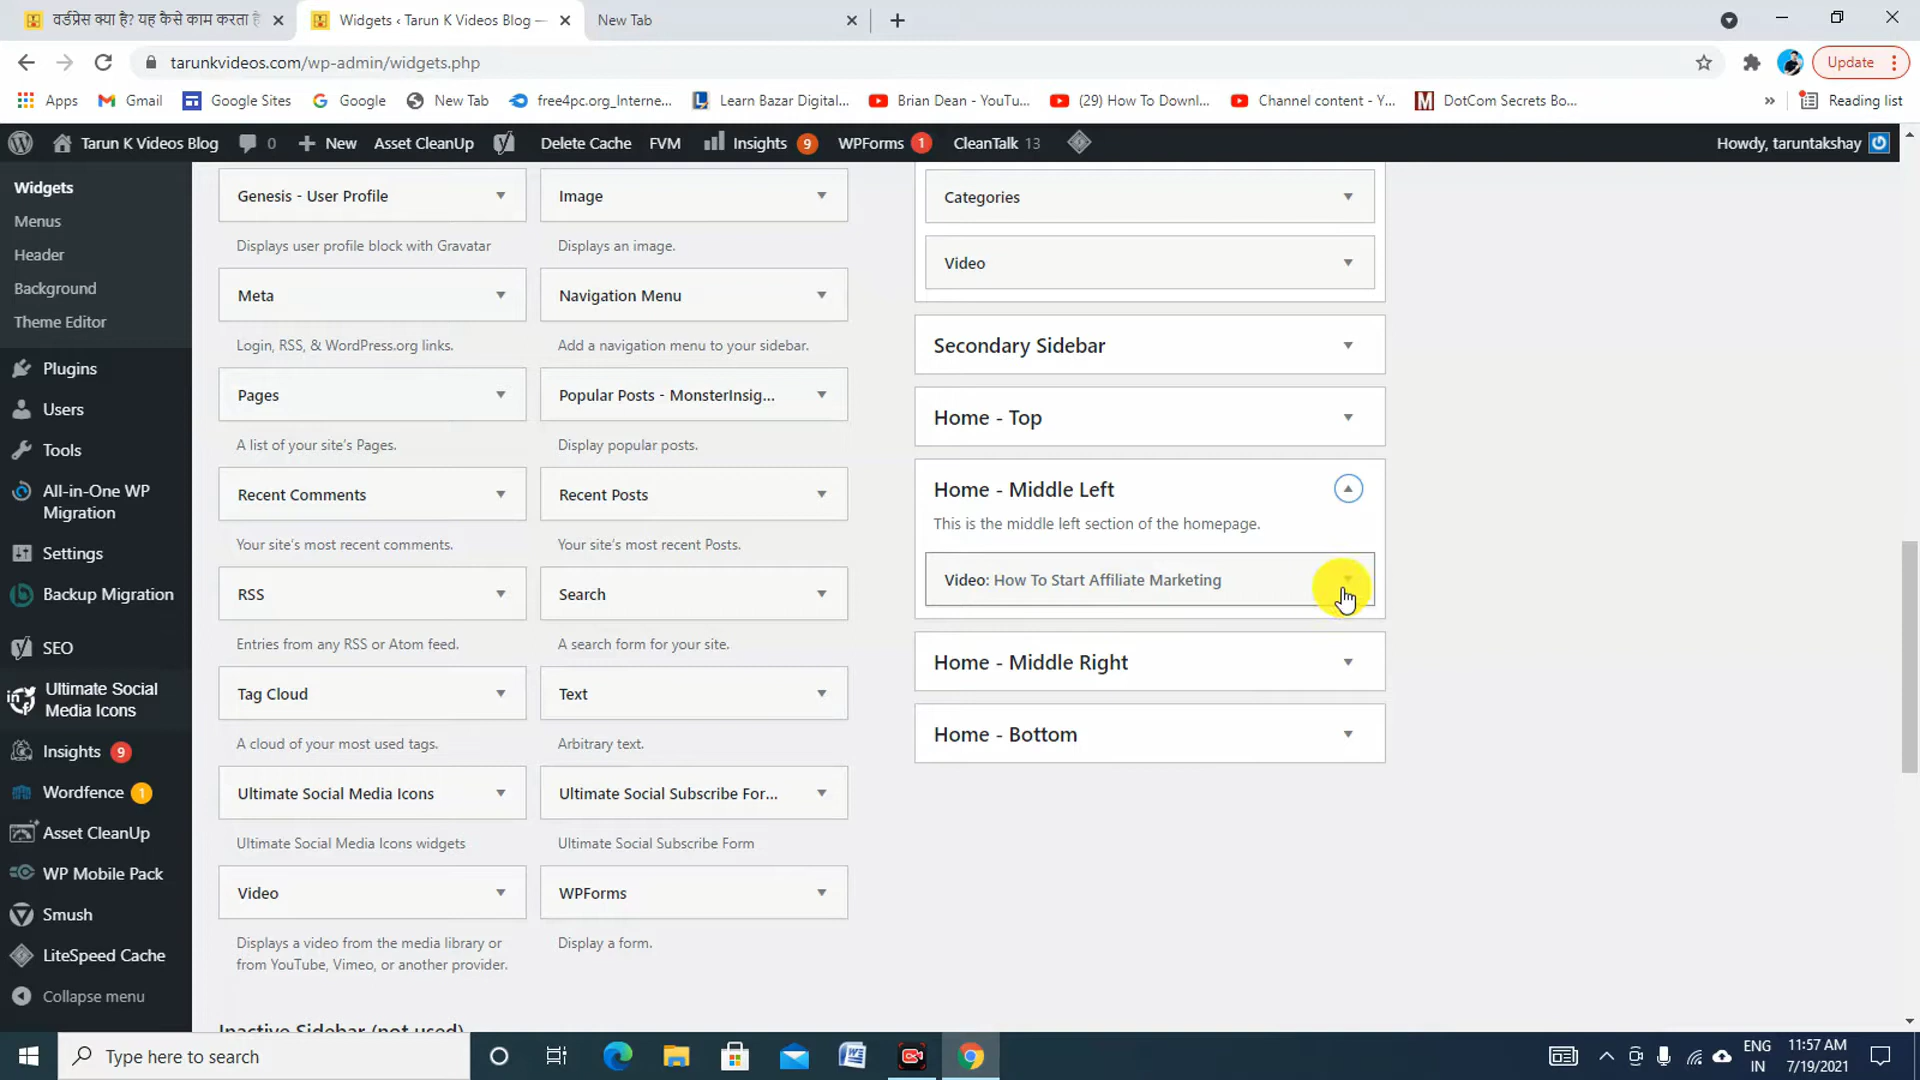 वर्डप्रेस क्या है? यह कैसे काम करता है
Widgets ‹ Tarun K Videos Blog —
New Tab
tarunkvideos.com/wp-admin/widgets.php
Update
Apps
Gmail
Google Sites
Google
New Tab
free4pc.org_Interne...
Learn Bazar Digital...
Brian Dean - YouTu...
(29) How To Downl...
Channel content - Y...
DotCom Secrets Bo...
»
Reading list
Tarun K Videos Blog
0
New
Asset CleanUp
Delete Cache
FVM
Insights 9
WPForms 1
CleanTalk 13
Howdy, taruntakshay
Widgets
Menus
Header
Background
Theme Editor
Plugins
Users
Tools
All-in-One WP
Migration
Settings
Backup Migration
SEO
Ultimate Social
Media Icons
Insights 9
Wordfence 1
Asset CleanUp
WP Mobile Pack
Smush
LiteSpeed Cache
Collapse menu
Genesis - User Profile
Displays user profile block with Gravatar
Image
Displays an image.
Meta
Login, RSS, & WordPress.org links.
Navigation Menu
Add a navigation menu to your sidebar.
Pages
A list of your site's Pages.
Popular Posts - MonsterInsig...
Display popular posts.
Recent Comments
Your site's most recent comments.
Recent Posts
Your site's most recent Posts.
RSS
Entries from any RSS or Atom feed.
Search
A search form for your site.
Tag Cloud
A cloud of your most used tags.
Text
Arbitrary text.
Ultimate Social Media Icons
Ultimate Social Media Icons widgets
Ultimate Social Subscribe For...
Ultimate Social Subscribe Form
Video
Displays a video from the media library or
from YouTube, Vimeo, or another provider.
WPForms
Display a form.
Inactive Sidebar (not used)
Categories
Video
Secondary Sidebar
Home - Top
Home - Middle Left
This is the middle left section of the homepage.
Video: How To Start Affiliate Marketing
Home - Middle Right
Home - Bottom
Type here to search
ENG
IN
11:57 AM
7/19/2021